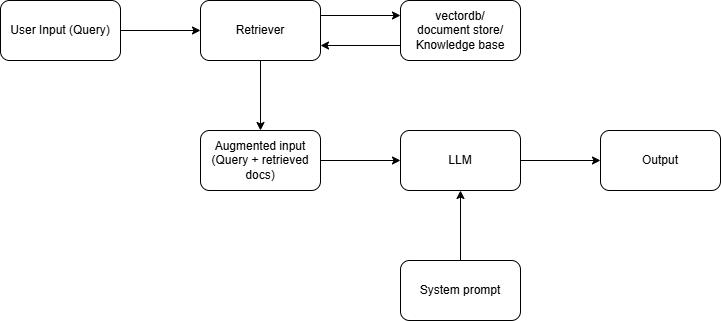 User Input (Query)
Retriever
vectordb/
document store/
Knowledge base
Augmented input
(Query + retrieved
docs)
LLM
Output
System prompt